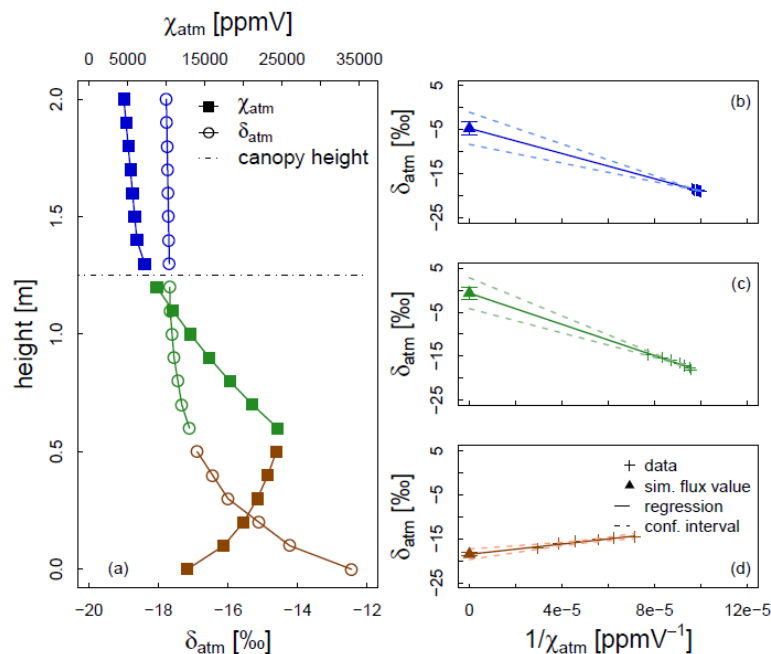 χatm [ppmV]
0 5000 15000 25000 35000
2.0
1.5
1.0
0.5
0.0
height [m]
χatm
δatm
canopy height
(a)
−20 −18 −16 −14 −12
δatm [‰]
(b)
5
−5
−15
−25
δatm [‰]
(c)
5
−5
−15
−25
δatm [‰]
data
sim. flux value
regression
conf. interval
(d)
5
−5
−15
−25
δatm [‰]
0 4e−5 8e−5 12e−5
1/χatm [ppmV−1]